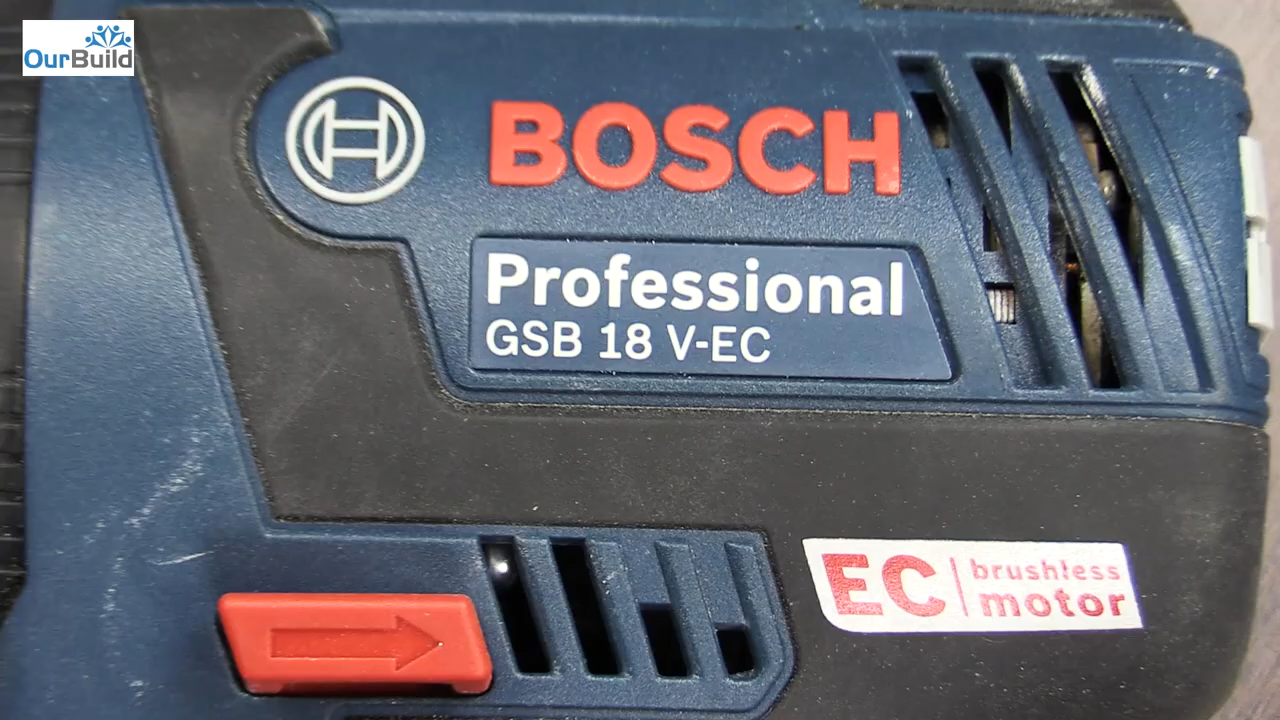 OurBuild
BOSCH
Professional
GSB 18 V-EC
EC brushless
motor